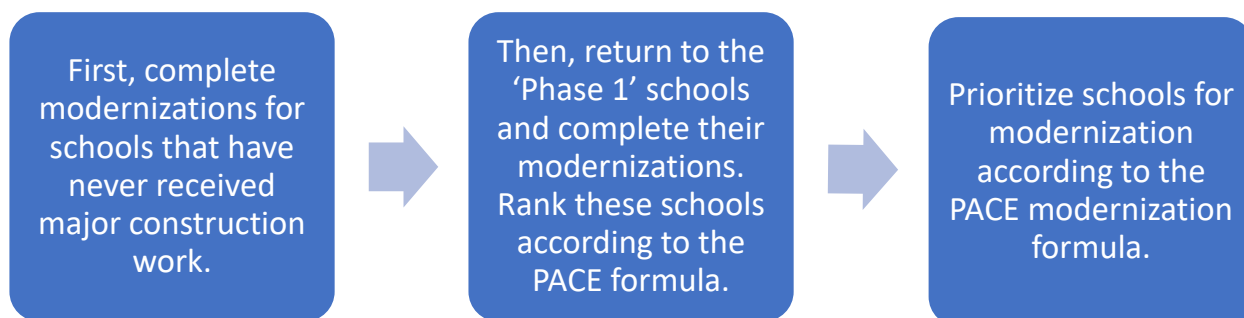 First, complete
modernizations for
schools that have
never received
major construction
work.
Then, return to the
‘Phase 1’ schools
and complete their
modernizations.
Rank these schools
according to the
PACE formula.
Prioritize schools for
modernization
according to the
PACE modernization
formula.